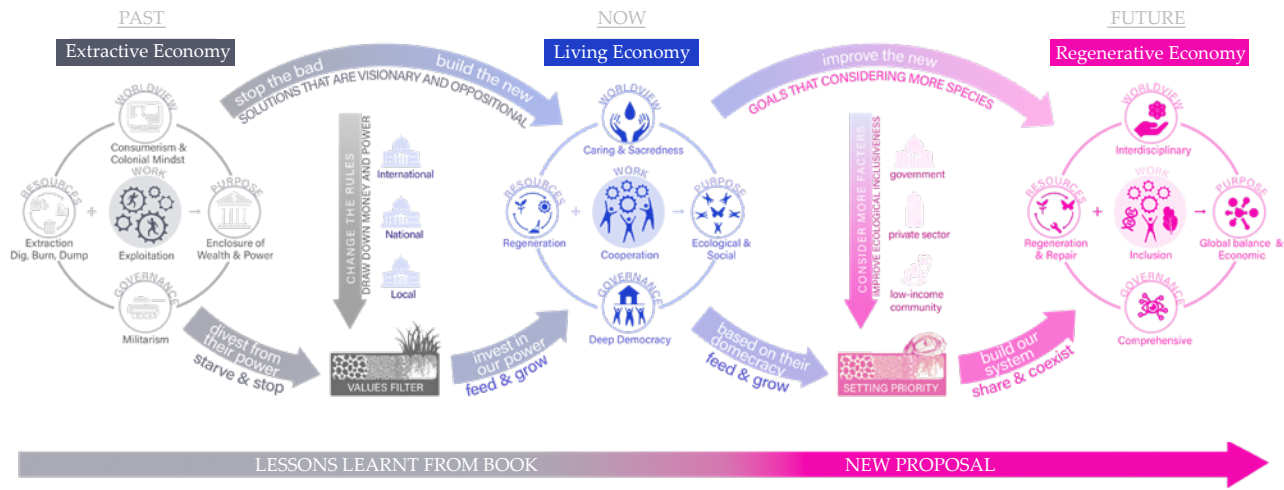 PAST
NOW
FUTURE
Extractive Economy
Living Economy
Regenerative Economy
stop the bad
build the new
SOLUTIONS THAT ARE VISIONARY AND OPPOSITIONAL
improve the new
GOALS THAT CONSIDERING MORE SPECIES
WORLDVIEW
Consumerism &
Colonial Mindst
RESOURCES
Extraction
Dig, Burn, Dump
+
WORK
Exploitation
→
PURPOSE
Enclosure of
Wealth & Power
GOVERNANCE
Militarism
CHANGE THE RULES
DRAW DOWN MONEY AND POWER
International
National
Local
divest from
their power
starve & stop
VALUES FILTER
invest in
our power
feed & grow
WORLDVIEW
Caring & Sacredness
RESOURCES
Regeneration
+
WORK
Cooperation
→
PURPOSE
Ecological &
Social
GOVERNANCE
Deep Democracy
CONSIDER MORE FACTERS
IMPROVE ECOLOGICAL INCLUSIVENESS
government
private sector
low-income
community
based on their
domecracy
feed & grow
SETTING PRIORITY
build our
system
share & coexist
WORLDVIEW
Interdisciplinary
RESOURCES
Regeneration
& Repair
+
WORK
Inclusion
→
PURPOSE
Global balance &
Economic
GOVERNANCE
Comprehensive
LESSONS LEARNT FROM BOOK
NEW PROPOSAL